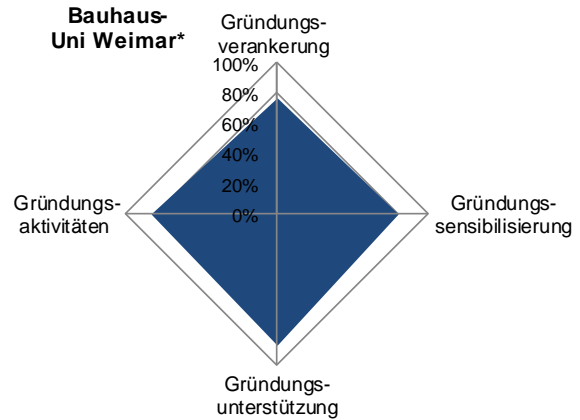 Bauhaus-
Uni Weimar*
Gründungs-
verankerung
100%
80%
60%
40%
20%
0%
Gründungs-
aktivitäten
Gründungs-
sensibilisierung
Gründungs-
unterstützung